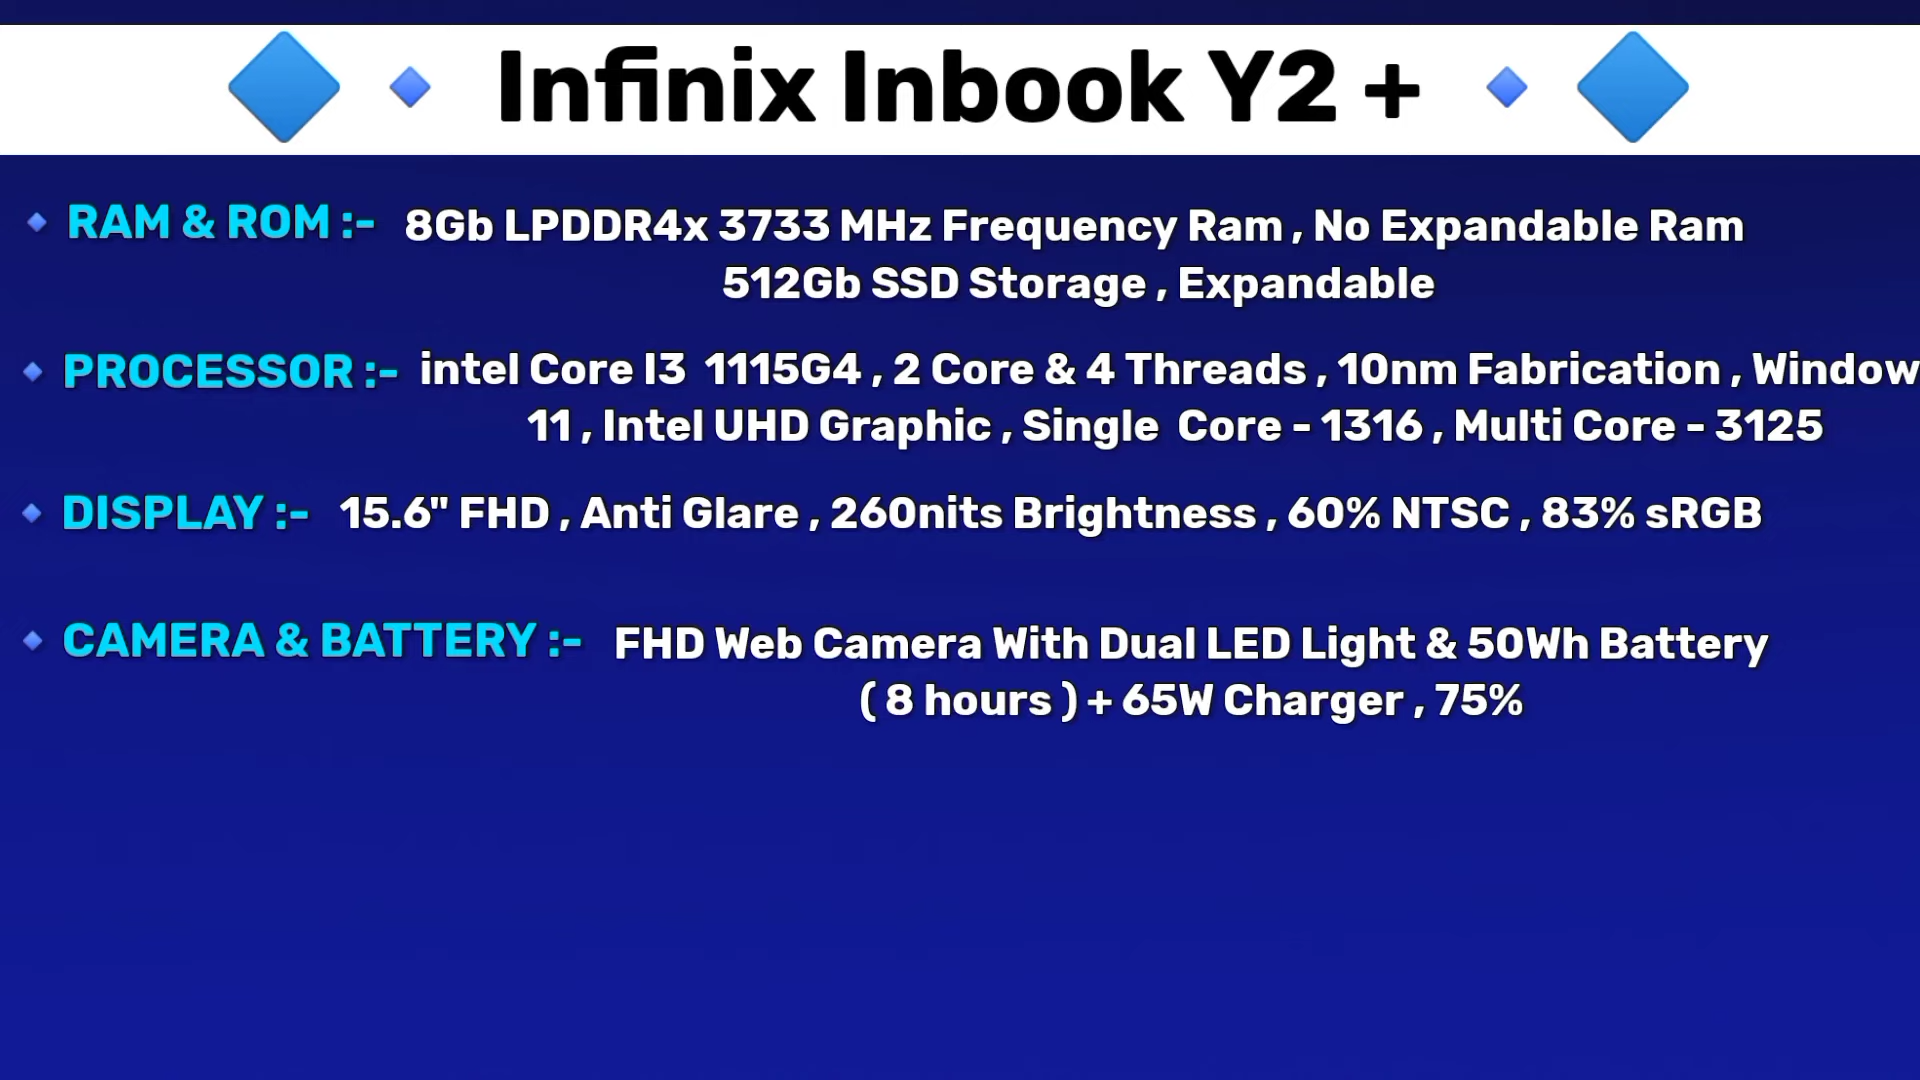 Infinix Inbook Y2 +
RAM & ROM :- 8Gb LPDDR4x 3733 MHz Frequency Ram , No Expandable Ram
512Gb SSD Storage , Expandable
PROCESSOR :- intel Core I3 1115G4 , 2 Core & 4 Threads , 10nm Fabrication , Window
11 , Intel UHD Graphic , Single Core - 1316 , Multi Core - 3125
DISPLAY :- 15.6" FHD , Anti Glare , 260nits Brightness , 60% NTSC , 83% sRGB
CAMERA & BATTERY :- FHD Web Camera With Dual LED Light & 50Wh Battery
( 8 hours ) + 65W Charger , 75%